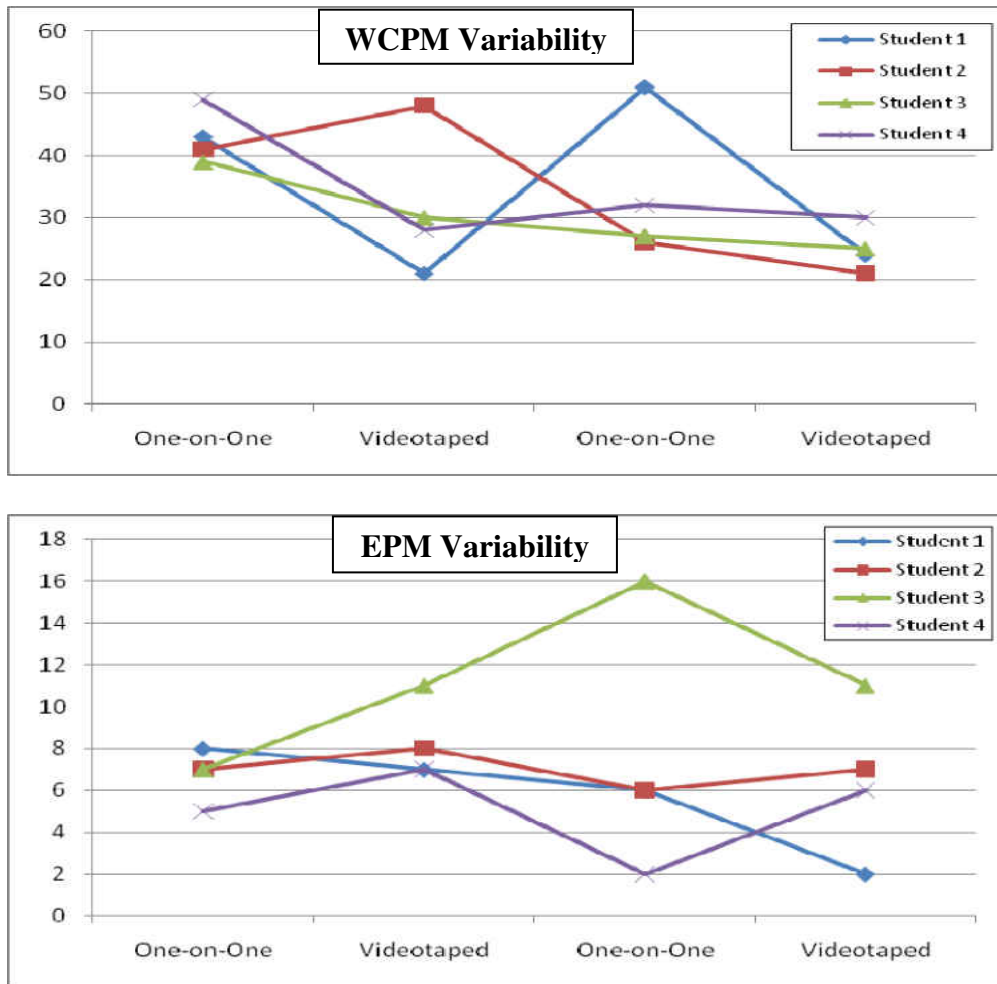 WCPM Variability
60
50
40
30
20
10
0
Student 1
Student 2
Student 3
Student 4
One-on-One Videotaped One-on-One Videotaped
EPM Variability
18
16
14
12
10
8
6
4
2
0
Student 1
Student 2
Student 3
Student 4
One-on-One Videotaped One-on-One Videotaped